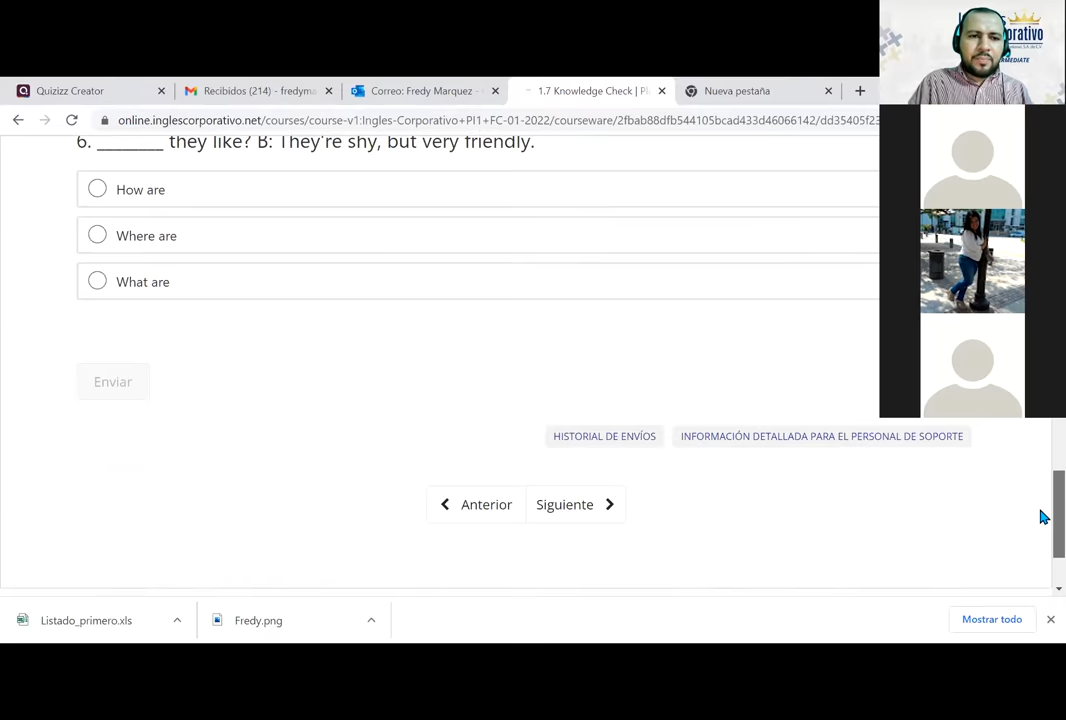 Quizizz Creator
Recibidos (214) - fredyma
Correo: Fredy Marquez -
1.7 Knowledge Check | Pl
Nueva pestaña
online.inglescorporativo.net/courses/course-v1:Ingles-Corporativo+PI1+FC-01-2022/courseware/2fbab88dfb544105bcad433d46066142/dd35405f23
orativo
MEDIATE
6. ________ they like? B: They're shy, but very friendly.
How are
Where are
What are
Enviar
HISTORIAL DE ENVÍOS
INFORMACIÓN DETALLADA PARA EL PERSONAL DE SOPORTE
Anterior
Siguiente
Listado_primero.xls
Fredy.png
Mostrar todo